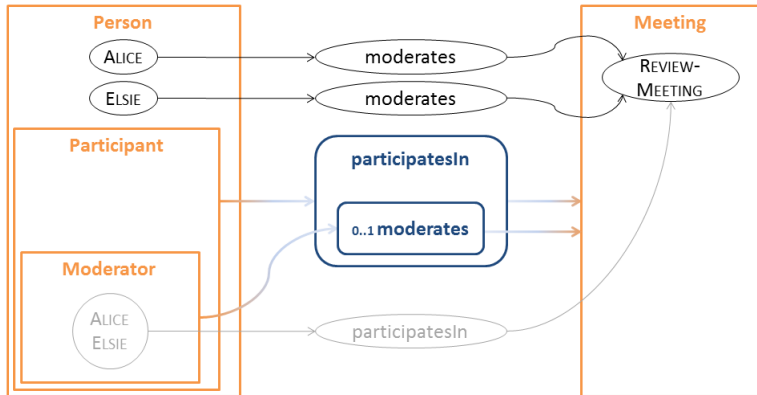 Person
Meeting
ALICE
moderates
REVIEW-
MEETING
ELSIE
moderates
Participant
participatesIn
0..1 moderates
Moderator
ALICE
ELSIE
participatesIn